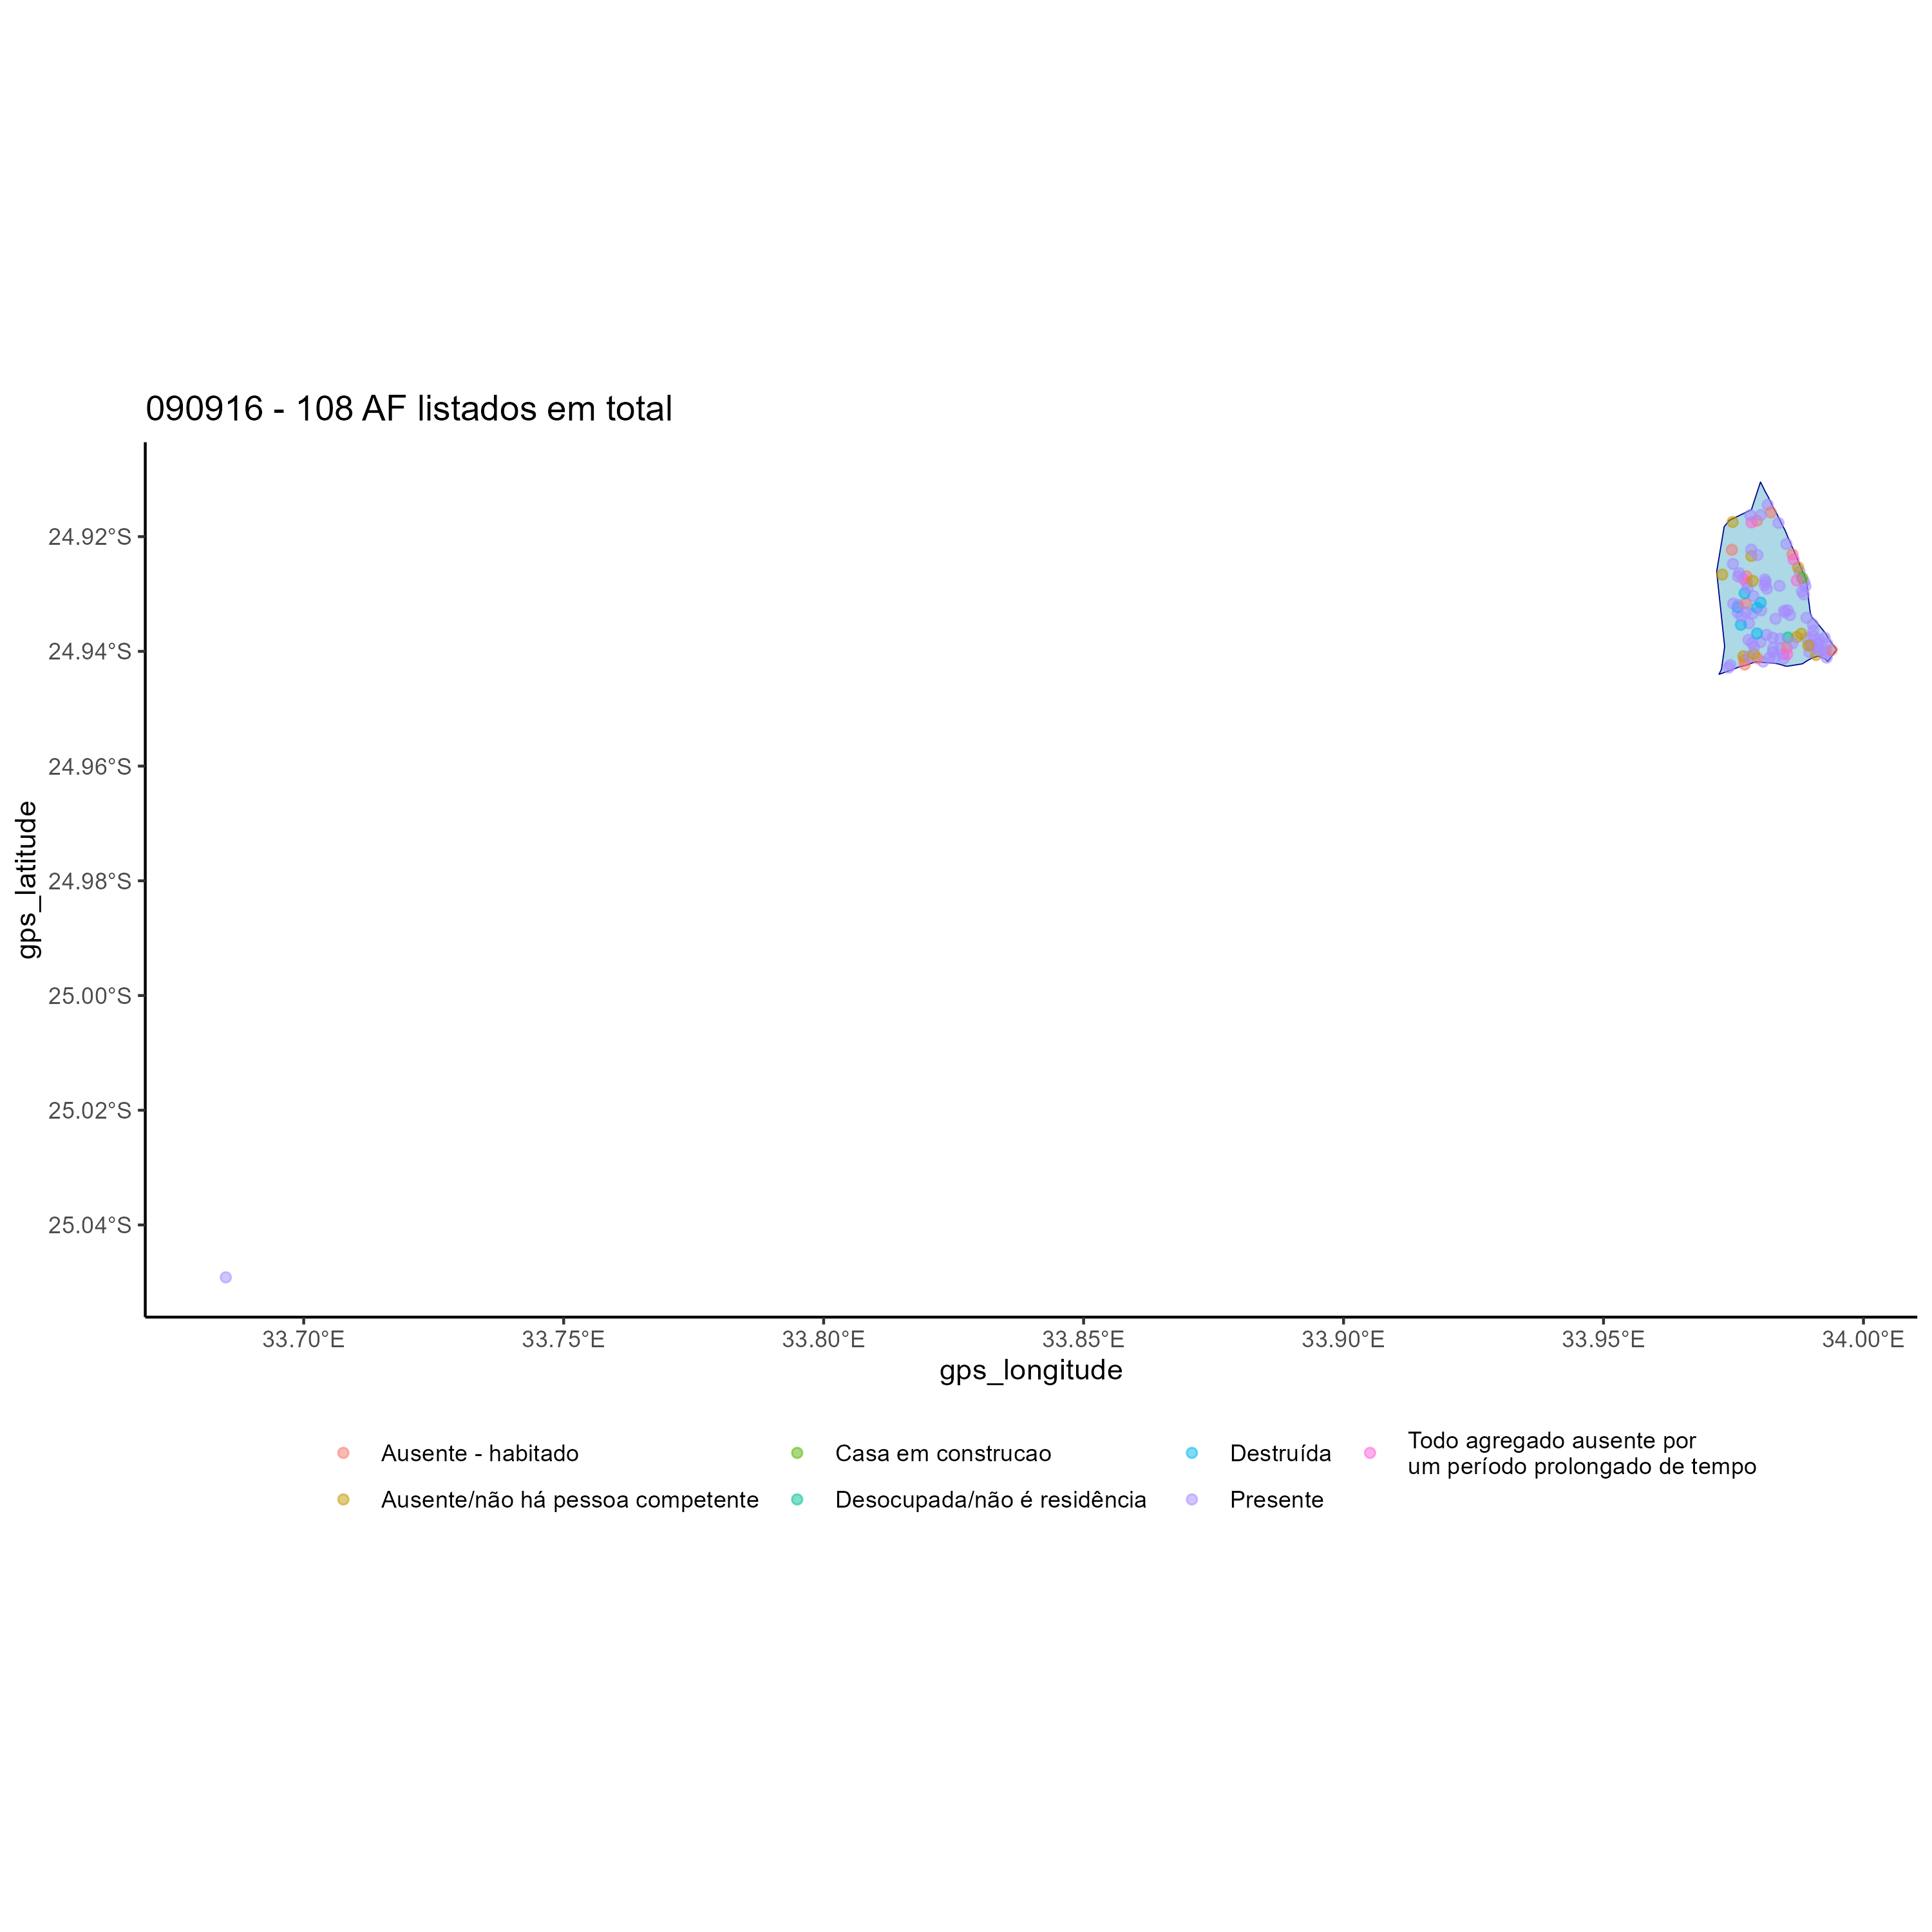 090916 - 108 AF listados em total
gps_latitude
24.92°S
24.94°S
24.96°S
24.98°S
25.00°S
25.02°S
25.04°S
33.70°E
33.75°E
33.80°E
33.85°E
33.90°E
33.95°E
34.00°E
gps_longitude
Ausente - habitado
Ausente/não há pessoa competente
Casa em construcao
Desocupada/não é residência
Destruída
Presente
Todo agregado ausente por
um período prolongado de tempo